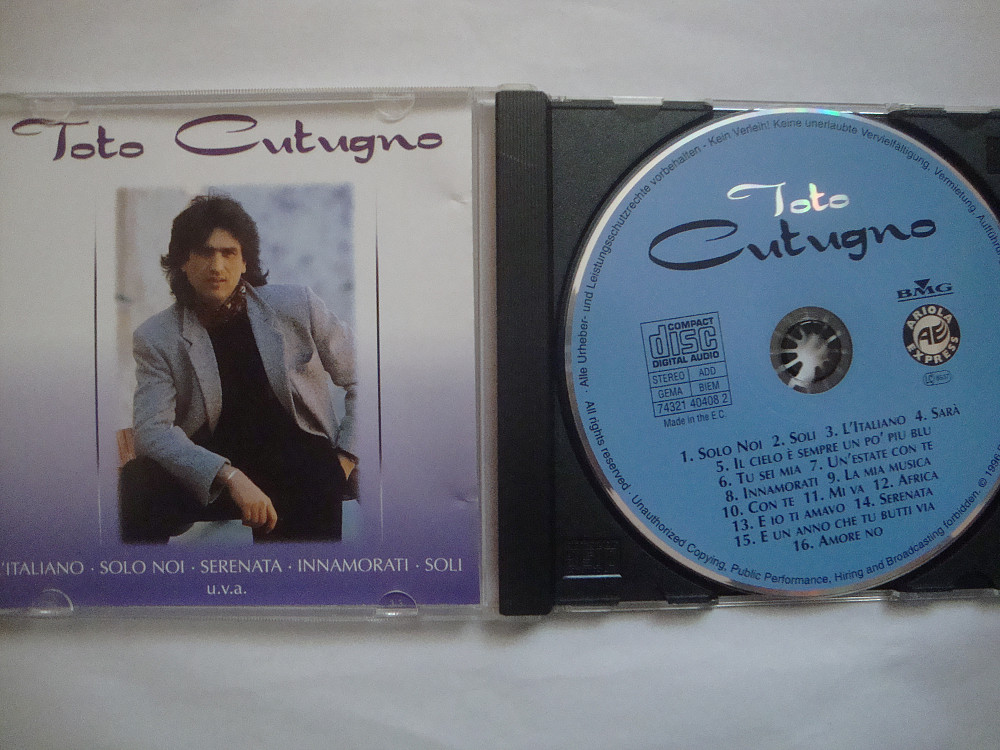 Toto Cutugno
L'ITALIANO · SOLO NOI · SERENATA · INNAMORATI · SOLI
u.v.a.
Alle Urheber- und Leistungsschutzrechte vorbehalten - Kein Verleih! Keine unerlaubte Vervielfältigung, Vermietung,
Toto
Cutugno
BMG
ARIOLA
AE
EXPRESS
COMPACT
disc
DIGITAL AUDIO
STEREO ADD
GEMA BIEM
74321 40408 2
Made in the E.C.
1. SOLO NOI 2. SOLI 3. L'ITALIANO 4. SARÀ
5. IL CIELO È SEMPRE UN PO' PIU BLU
6. TU SEI MIA 7. UN'ESTATE CON TE
8. INNAMORATI 9. LA MIA MUSICA
10. CON TE 11. MI VA 12. AFRICA
13. E IO TI AMAVO 14. SERENATA
15. E UN ANNO CHE TU BUTTI VIA
16. AMORE NO
All rights reserved · Unauthorized Copying, Public Performance, Hiring and Broadcasting forbidden. © 1996